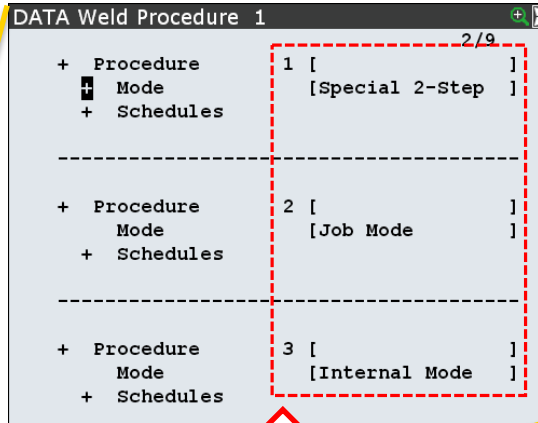 DATA Weld Procedure 1
2/9
+ Procedure 1 [ ]
+ Mode [Special 2-Step ]
+ Schedules
+ Procedure 2 [ ]
Mode [Job Mode ]
+ Schedules
+ Procedure 3 [ ]
Mode [Internal Mode ]
+ Schedules